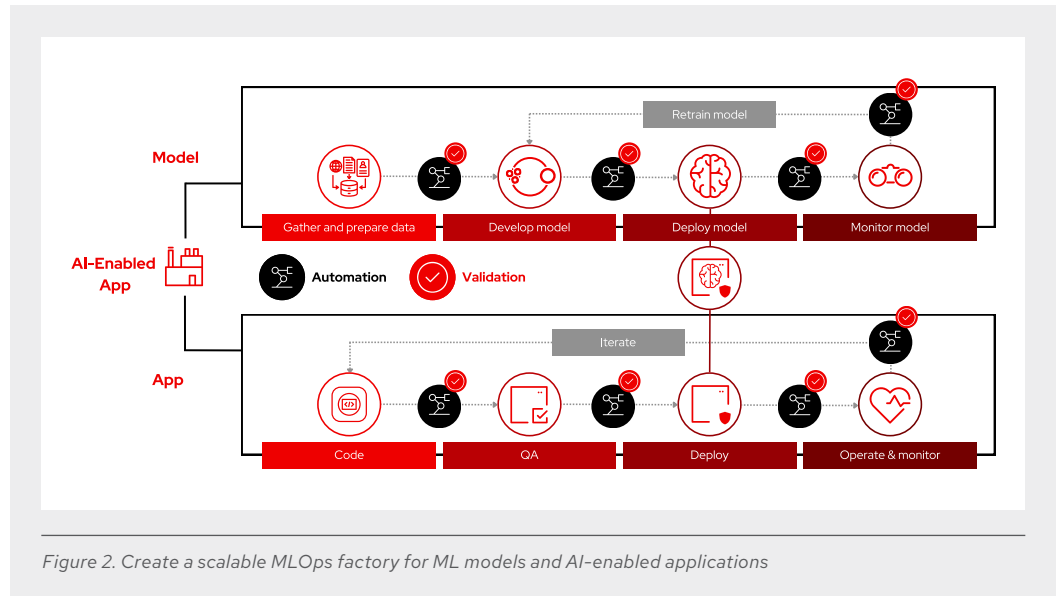 Retrain model
Model
Gather and prepare data
Develop model
Deploy model
Monitor model
AI-Enabled
App
Automation
Validation
Iterate
App
Code
QA
Deploy
Operate & monitor
Figure 2. Create a scalable MLOps factory for ML models and AI-enabled applications